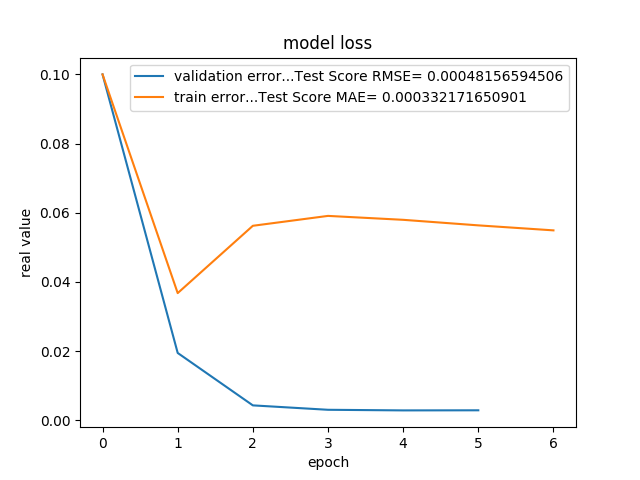 model loss
validation error...Test Score RMSE= 0.00048156594506
train error...Test Score MAE= 0.000332171650901
0.10
0.08
0.06
0.04
0.02
0.00
real value
0 1 2 3 4 5 6
epoch